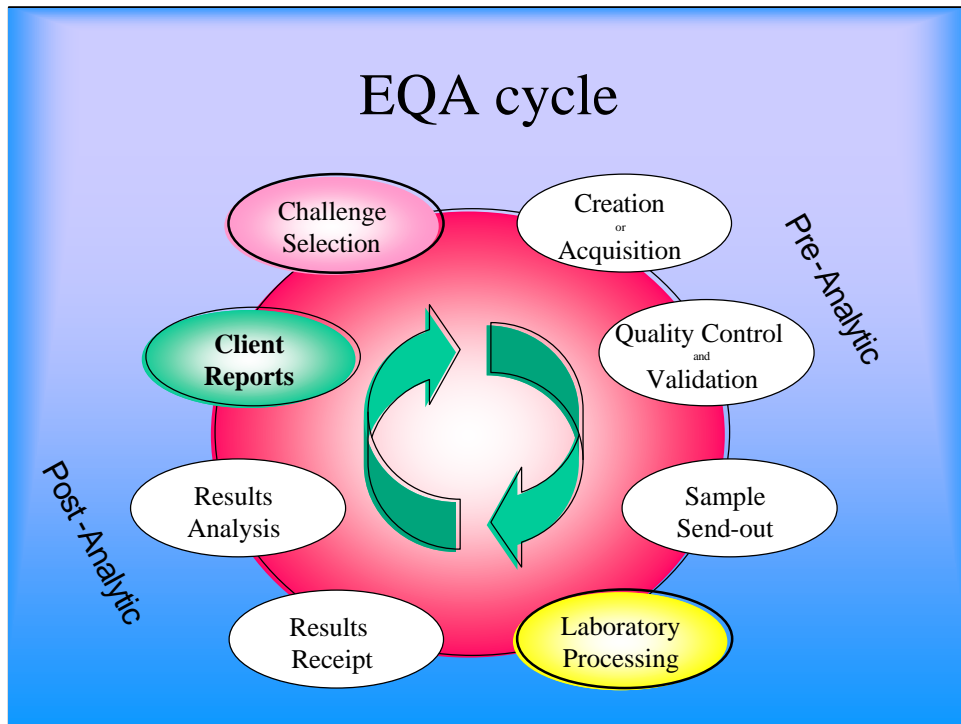 EQA cycle
Challenge
Selection
Creation
or
Acquisition
Pre-Analytic
Quality Control
and
Validation
Client
Reports
Results
Analysis
Sample
Send-out
Post-Analytic
Results
Receipt
Laboratory
Processing